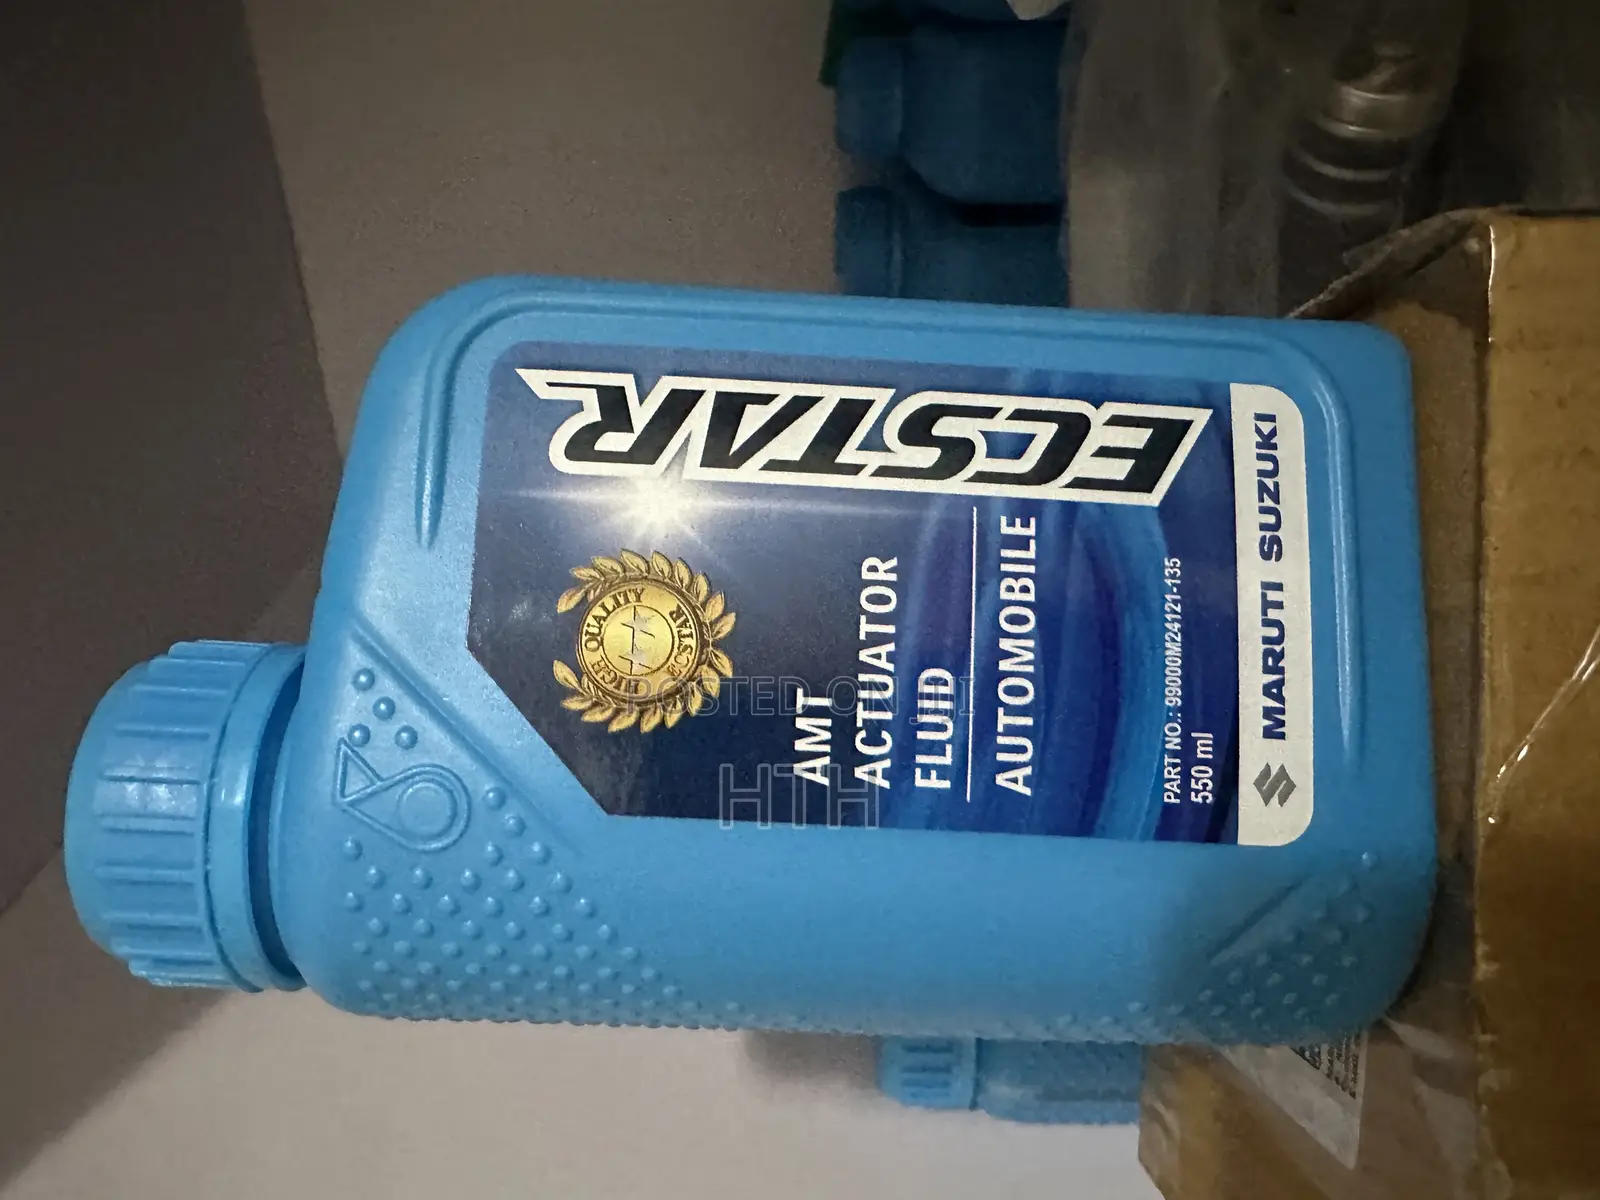 ECSTAR
HIGH QUALITY
ECSTAR
AMT
ACTUATOR
FLUID
AUTOMOBILE
PART NO.: 99000M24121-135
550 ml
MARUTI SUZUKI
POSTED ON JIJI
HTH